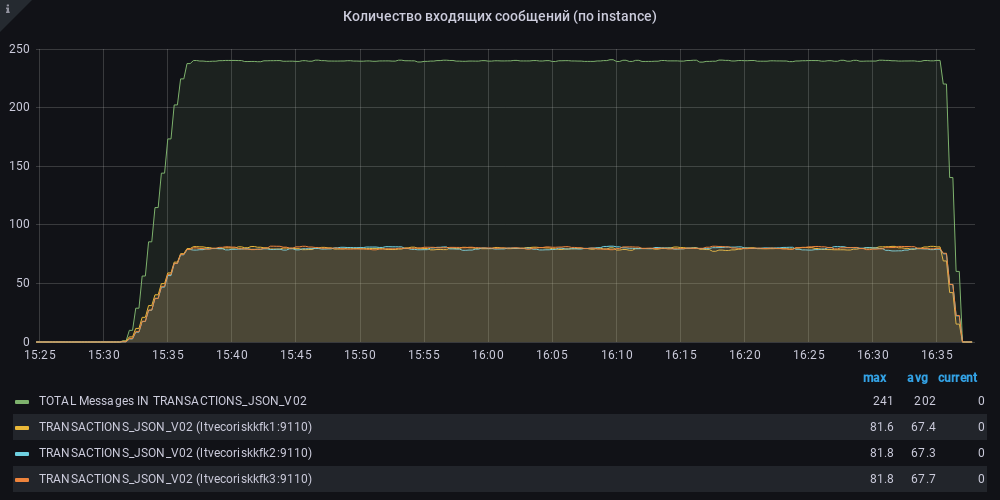 i
Количество входящих сообщений (по instance)
250
200
150
100
50
0
15:25 15:30 15:35 15:40 15:45 15:50 15:55 16:00 16:05 16:10 16:15 16:20 16:25 16:30 16:35
max avg current
TOTAL Messages IN TRANSACTIONS_JSON_V02 241 202 0
TRANSACTIONS_JSON_V02 (ltvecoriskkfk1:9110) 81.6 67.4 0
TRANSACTIONS_JSON_V02 (ltvecoriskkfk2:9110) 81.8 67.3 0
TRANSACTIONS_JSON_V02 (ltvecoriskkfk3:9110) 81.8 67.7 0